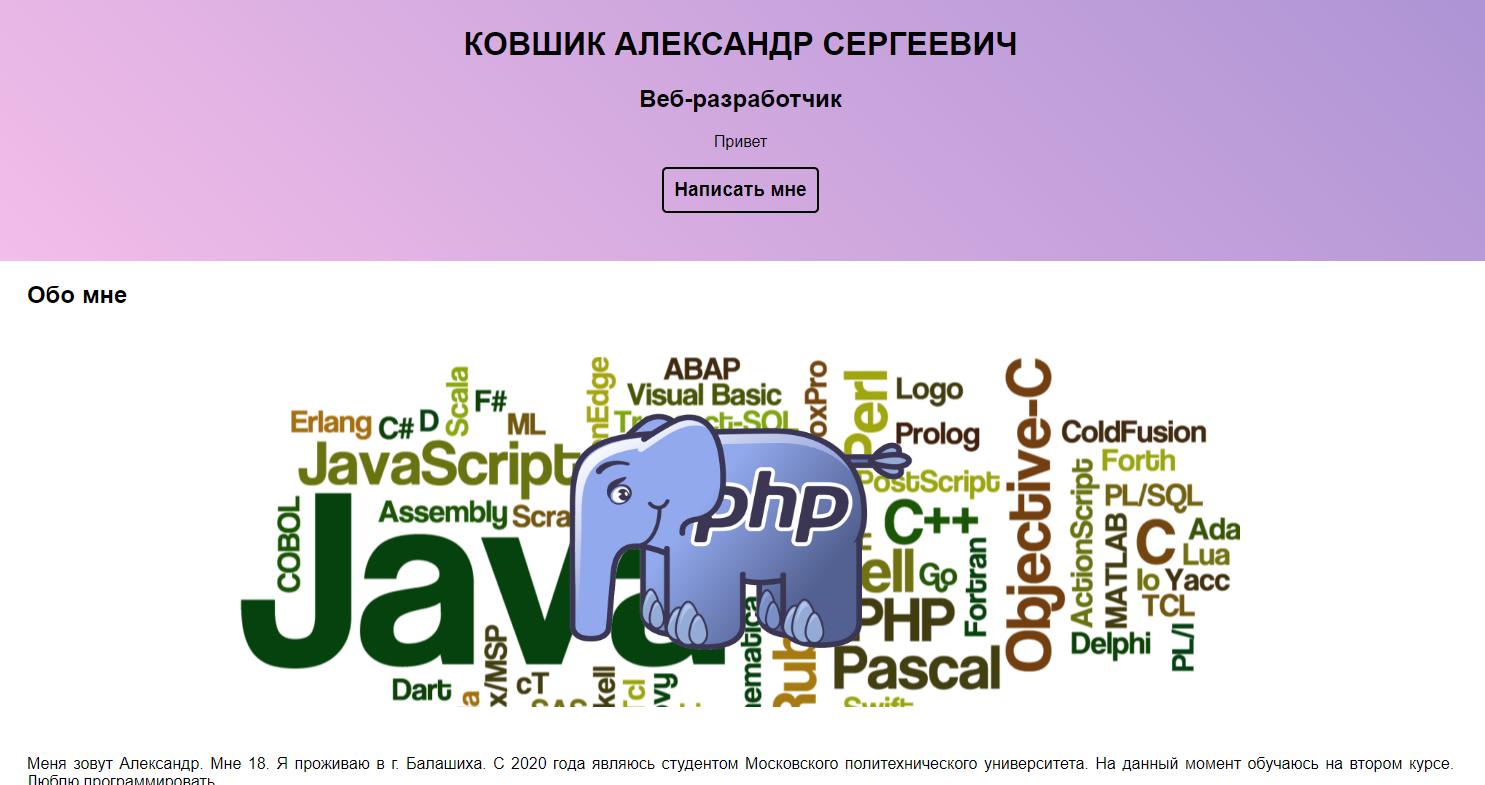 КОВШИК АЛЕКСАНДР СЕРГЕЕВИЧ
Веб-разработчик
Привет
Написать мне
Обо мне
ABAP
Scala
F#
Visual Basic
Perl
Logo
Objective-C
Erlang
C#
D
ML
Prolog
ColdFusion
JavaScript
Forth
PostScript
ActionScript
PL/SQL
php
COBOL
Assembly
C++
MATLAB
C
Ada
Java
Go
Fortran
Lua
Io
Yacc
PHP
TCL
Delphi
PL/I
Pascal
Dart
cT
Tcl
SAS
Swift
Меня зовут Александр. Мне 18. Я проживаю в г. Балашиха. С 2020 года являюсь студентом Московского политехнического университета. На данный момент обучаюсь на втором курсе.
Люблю программировать